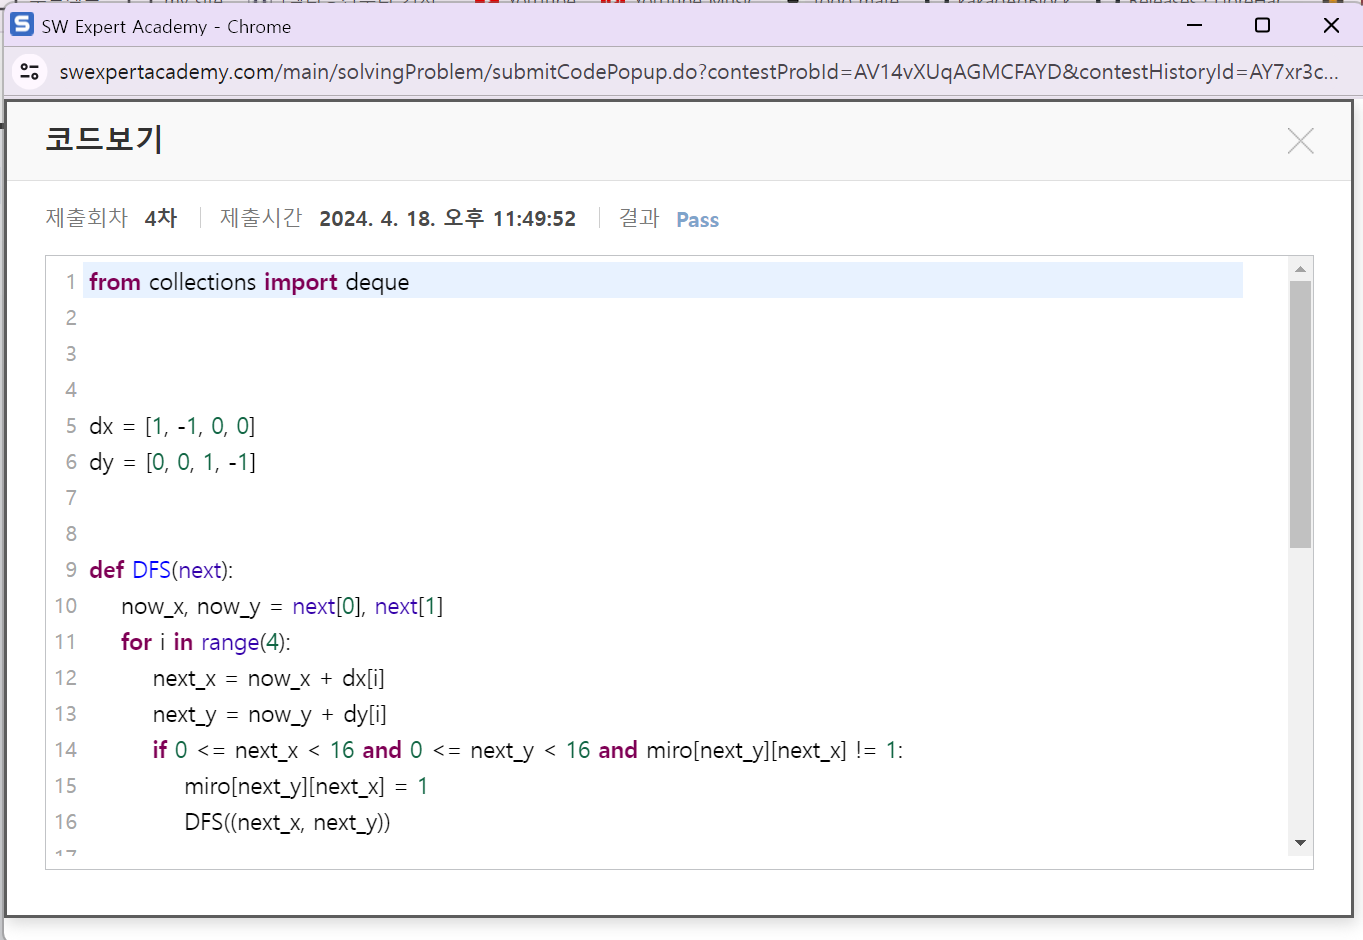 SW Expert Academy - Chrome
swexpertacademy.com/main/solvingProblem/submitCodePopup.do?contestProbId=AV14vXUqAGMCFAYD&contestHistoryId=AY7xr3c...
코드보기
제출회차 4차 제출시간 2024. 4. 18. 오후 11:49:52 결과 Pass
1 from collections import deque
2
3
4
5 dx = [1, -1, 0, 0]
6 dy = [0, 0, 1, -1]
7
8
9 def DFS(next):
10 now_x, now_y = next[0], next[1]
11 for i in range(4):
12 next_x = now_x + dx[i]
13 next_y = now_y + dy[i]
14 if 0 <= next_x < 16 and 0 <= next_y < 16 and miro[next_y][next_x] != 1:
15 miro[next_y][next_x] = 1
16 DFS((next_x, next_y))
17